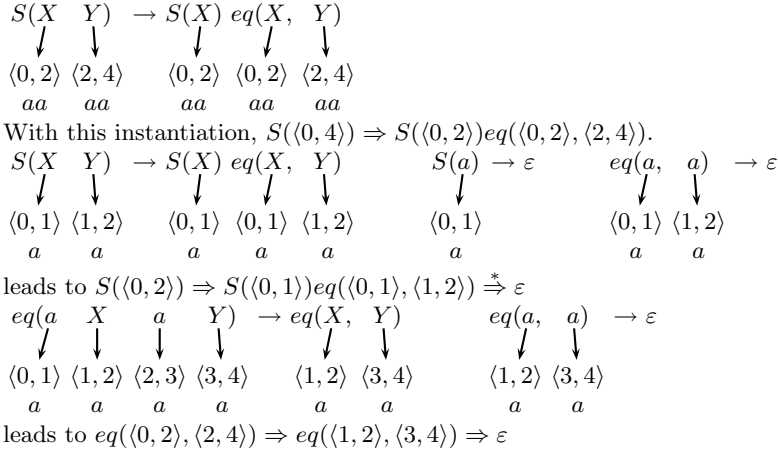 S(X Y) → S(X) eq(X, Y)
⟨0, 2⟩ ⟨2, 4⟩ ⟨0, 2⟩ ⟨0, 2⟩ ⟨2, 4⟩
aa aa aa aa aa
With this instantiation, S(⟨0, 4⟩) ⇒ S(⟨0, 2⟩)eq(⟨0, 2⟩, ⟨2, 4⟩).
S(X Y) → S(X) eq(X, Y) S(a) → ε eq(a, a) → ε
⟨0, 1⟩ ⟨1, 2⟩ ⟨0, 1⟩ ⟨0, 1⟩ ⟨1, 2⟩ ⟨0, 1⟩ ⟨0, 1⟩ ⟨1, 2⟩
a a a a a a a a
leads to S(⟨0, 2⟩) ⇒ S(⟨0, 1⟩)eq(⟨0, 1⟩, ⟨1, 2⟩) ⇒* ε
eq(a X a Y) → eq(X, Y) eq(a, a) → ε
⟨0, 1⟩ ⟨1, 2⟩ ⟨2, 3⟩ ⟨3, 4⟩ ⟨1, 2⟩ ⟨3, 4⟩ ⟨1, 2⟩ ⟨3, 4⟩
a a a a a a a a
leads to eq(⟨0, 2⟩, ⟨2, 4⟩) ⇒ eq(⟨1, 2⟩, ⟨3, 4⟩) ⇒ ε